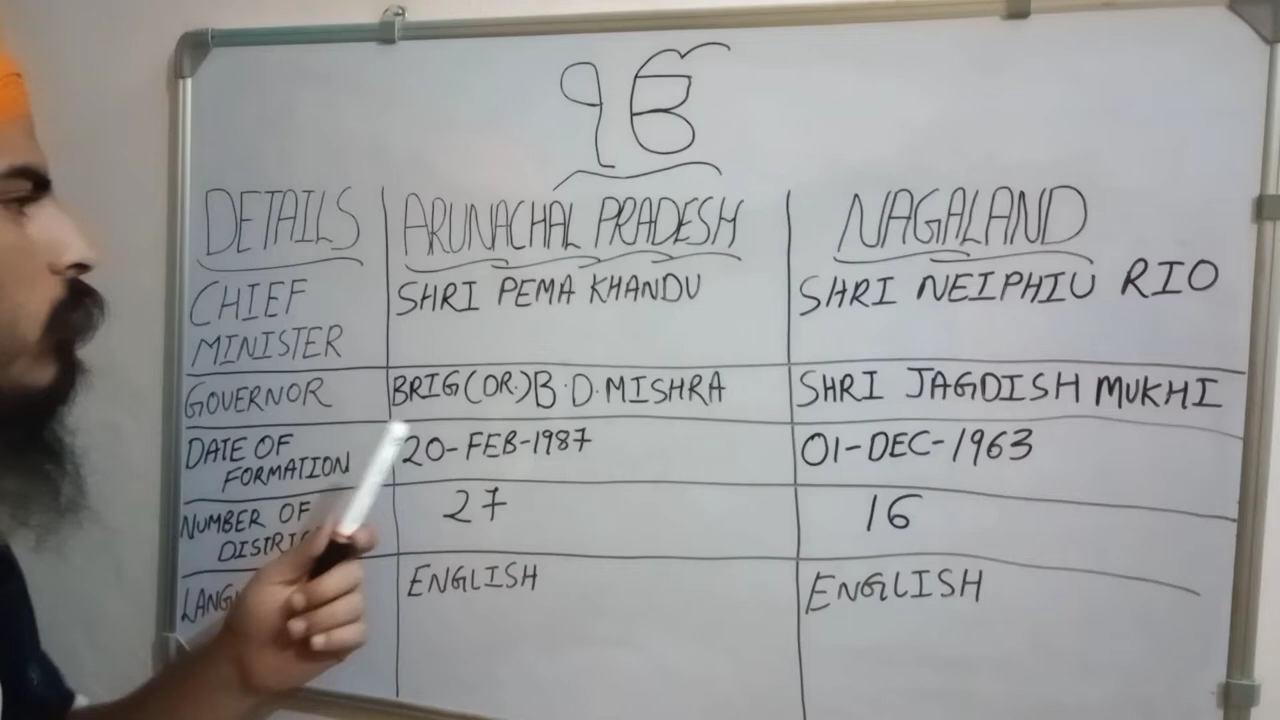 ੴ
DETAILS ARUNACHAL PRADESH NAGALAND
CHIEF MINISTER SHRI PEMA KHANDU SHRI NEIPHIU RIO
GOVERNOR BRIG(OR.)B.D.MISHRA SHRI JAGDISH MUKHI
DATE OF FORMATION 20-FEB-1987 01-DEC-1963
NUMBER OF 27 16
ENGLISH ENGLISH